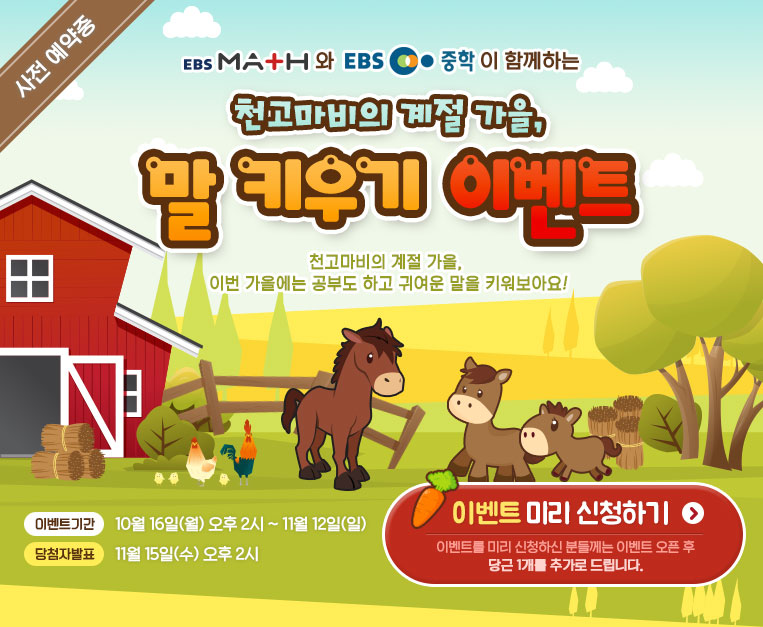 사전 예약중
EBS MATH 와 EBS 중학 이 함께하는
천고마비의 계절 가을,
말 키우기 이벤트
천고마비의 계절 가을,
이번 가을에는 공부도 하고 귀여운 말을 키워보아요!
이벤트기간 10월 16일(월) 오후 2시 ~ 11월 12일(일)
당첨자발표 11월 15일(수) 오후 2시
이벤트 미리 신청하기
이벤트를 미리 신청하신 분들께는 이벤트 오픈 후
당근 1개를 추가로 드립니다.